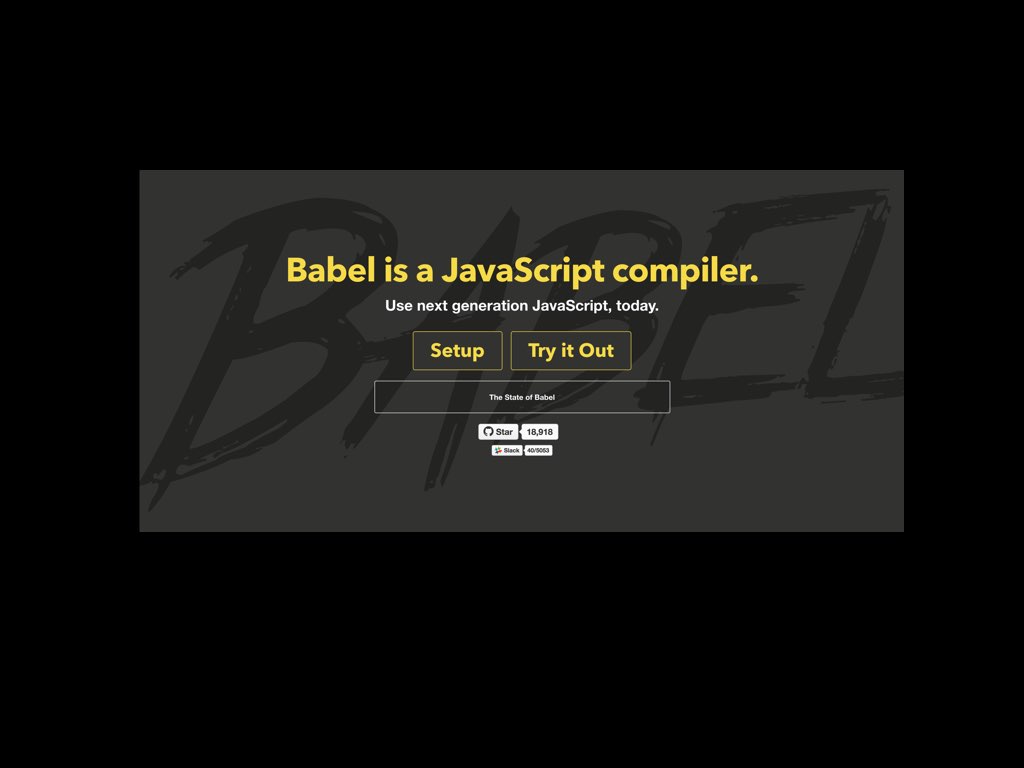 BABEL
Babel is a JavaScript compiler.
Use next generation JavaScript, today.
Setup Try it Out
The State of Babel
Star 18,918
Slack 40/5053